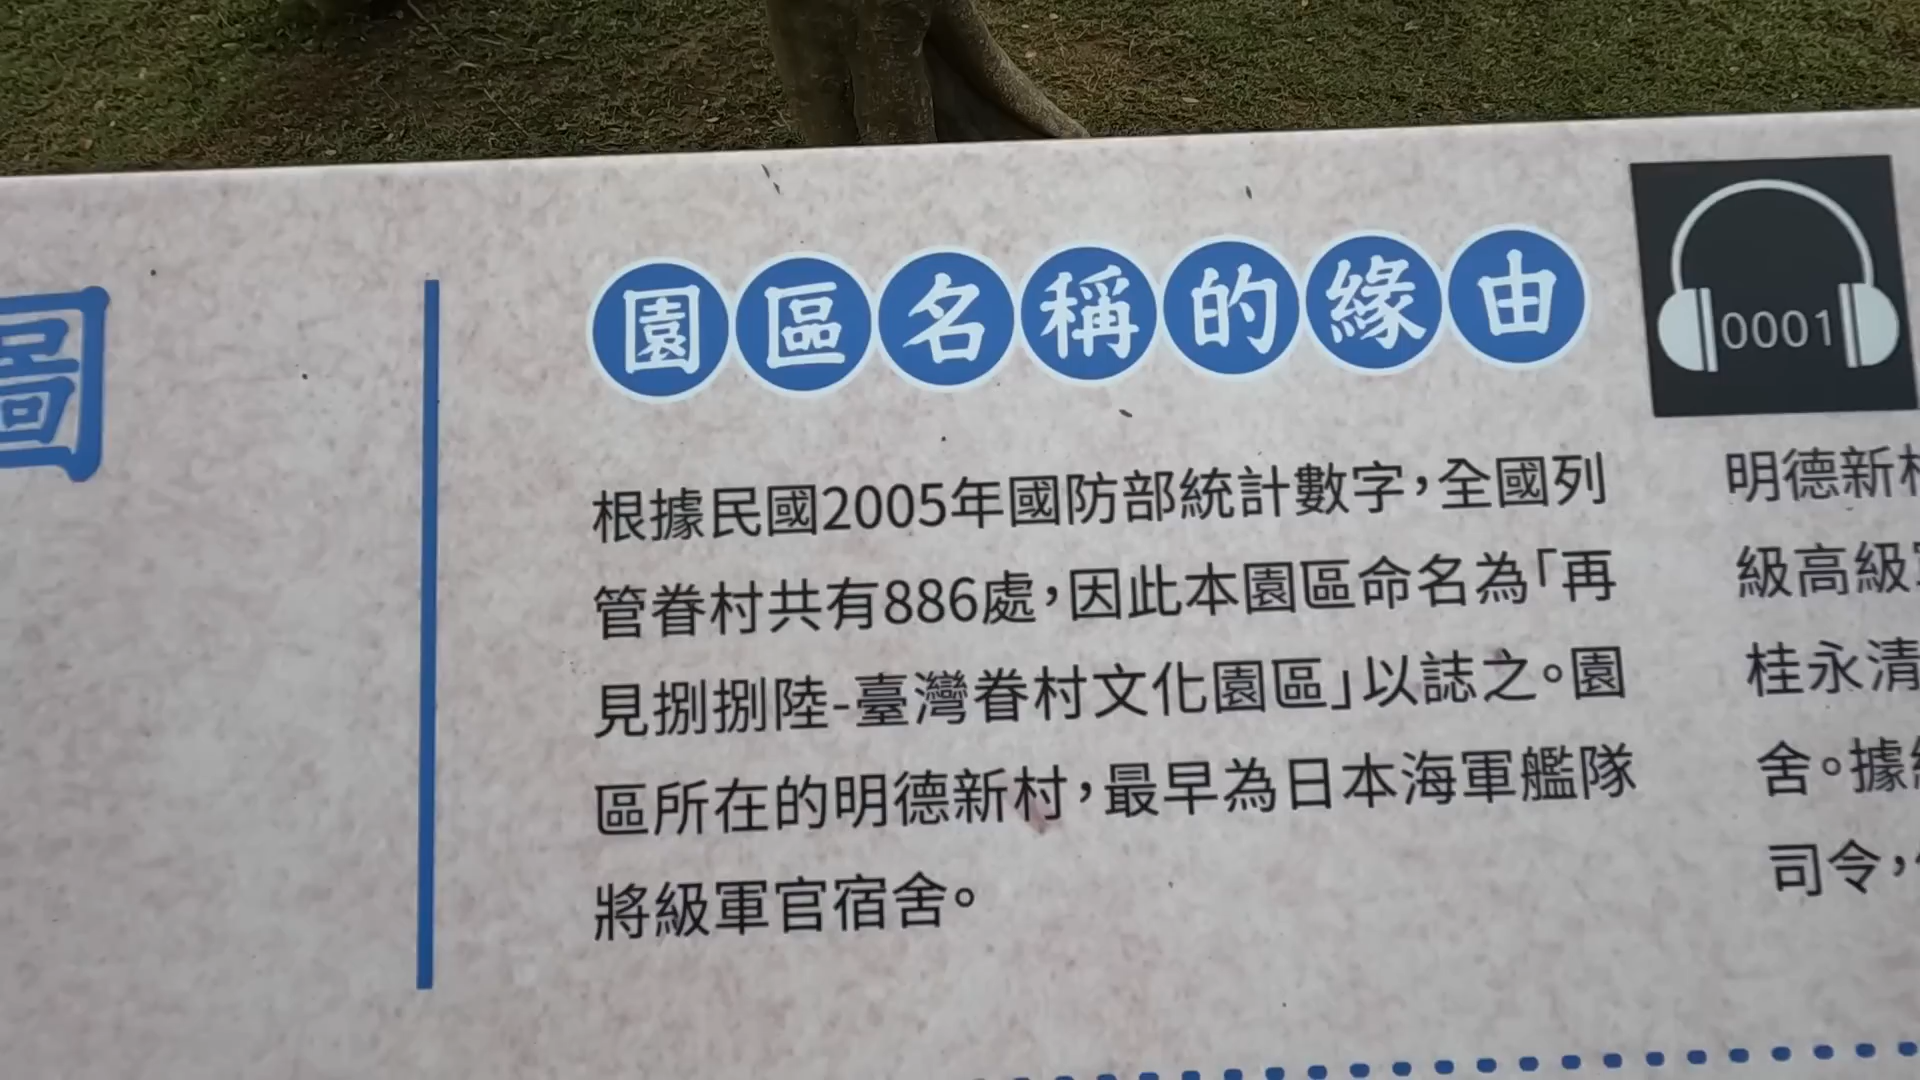 圖
園區名稱的緣由
0001
根據民國2005年國防部統計數字，全國列
管眷村共有886處，因此本園區命名為「再
見捌捌陸-臺灣眷村文化園區」以誌之。園
區所在的明德新村，最早為日本海軍艦隊
將級軍官宿舍。
明德新村
級高級
桂永清
舍。據
司令，